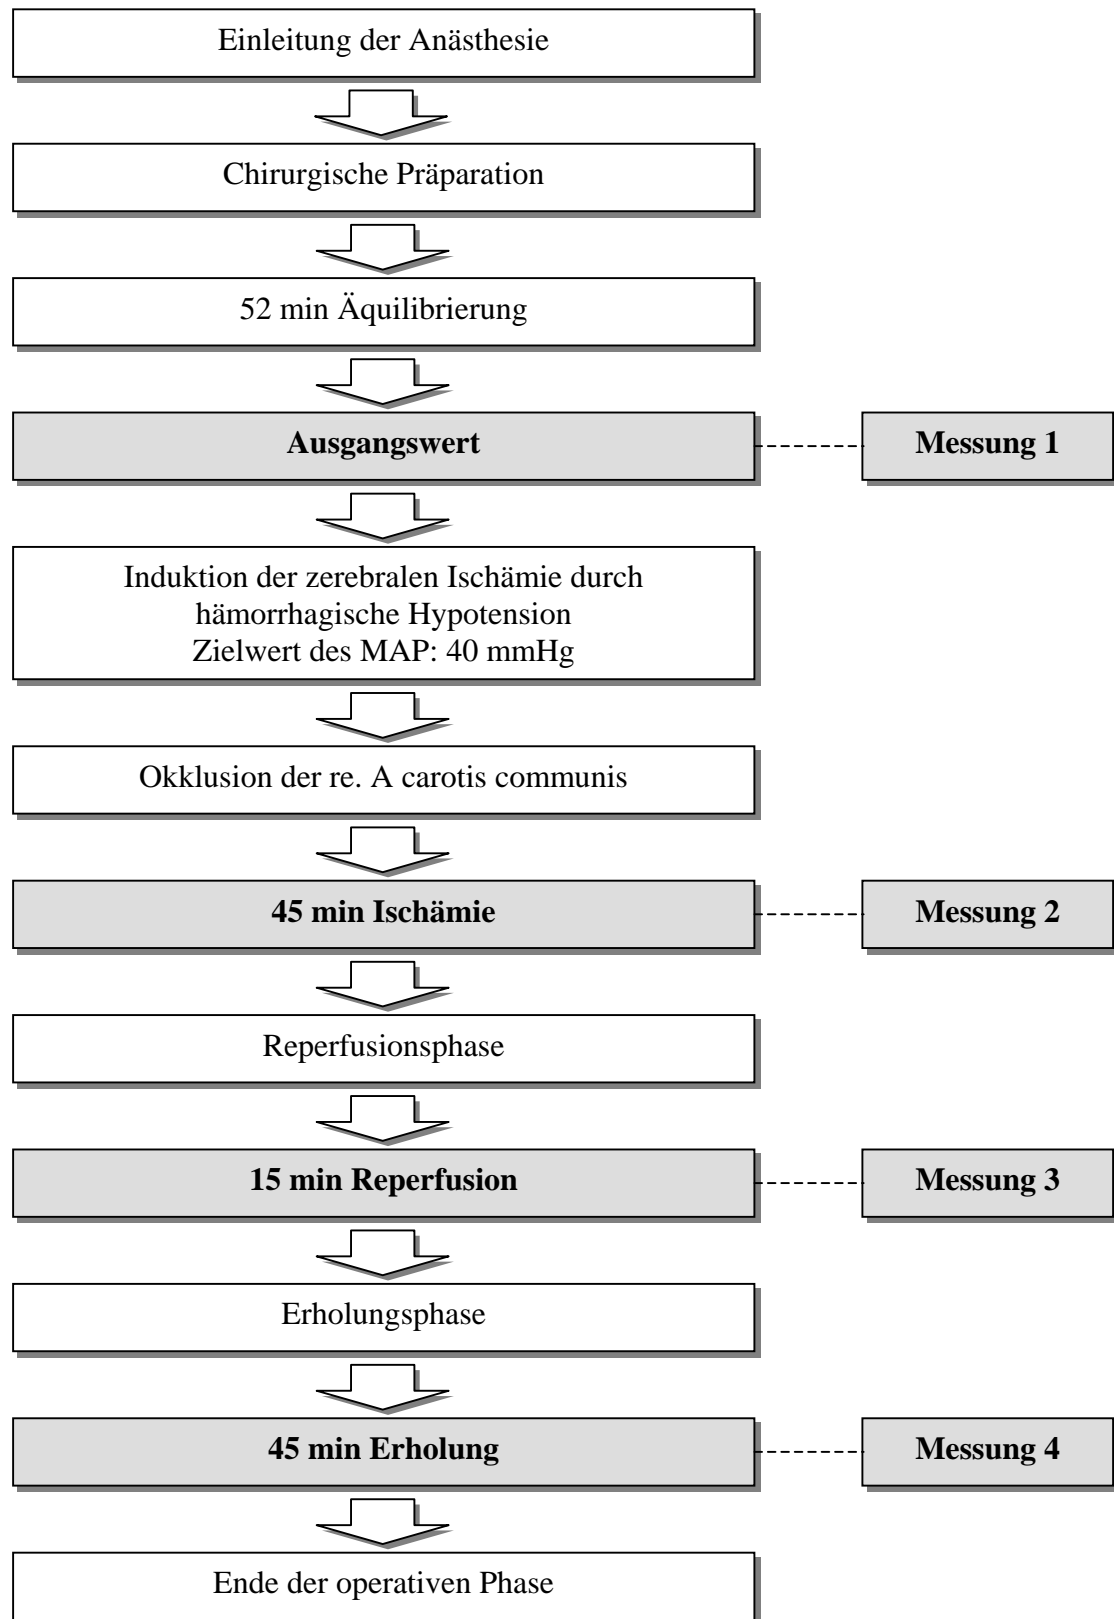 Einleitung der Anästhesie
Chirurgische Präparation
52 min Äquilibrierung
Ausgangswert
Messung 1
Induktion der zerebralen Ischämie durch
hämorrhagische Hypotension
Zielwert des MAP: 40 mmHg
Okklusion der re. A carotis communis
45 min Ischämie
Messung 2
Reperfusionsphase
15 min Reperfusion
Messung 3
Erholungsphase
45 min Erholung
Messung 4
Ende der operativen Phase